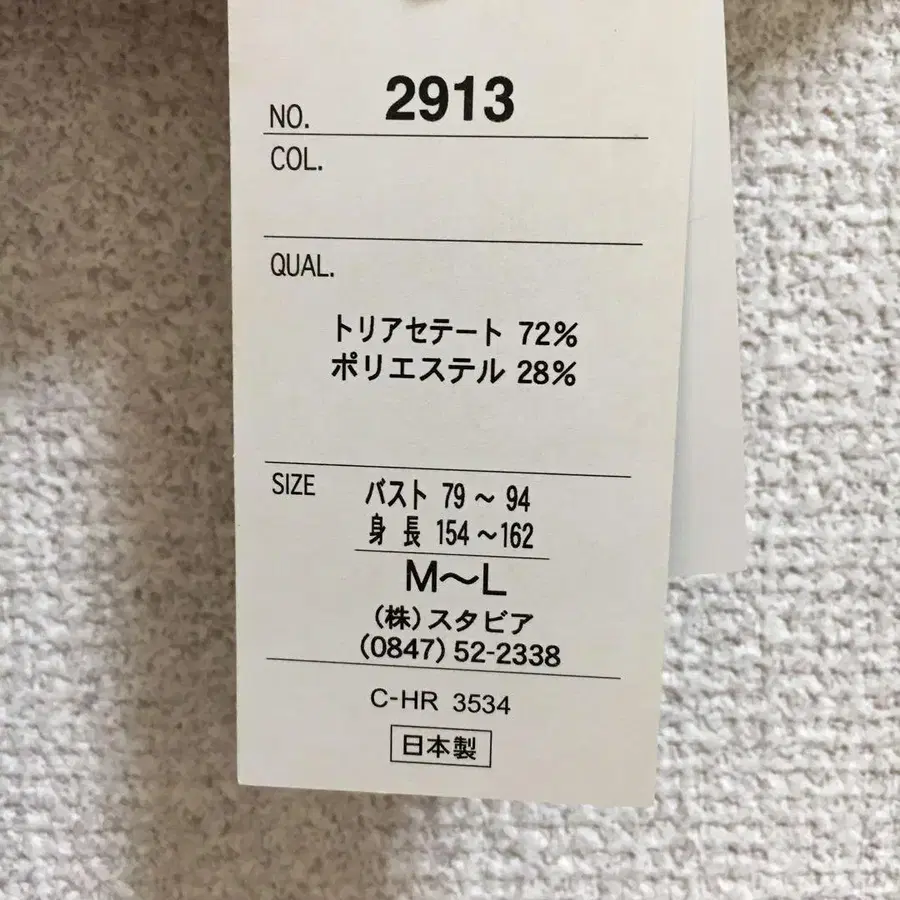 NO. 2913
COL.
QUAL.
トリアセテート 72%
ポリエステル 28%
SIZE バスト 79 ～ 94
身 長 154 ～162
M～L
(株)スタビア
(0847) 52-2338
C-HR 3534
日本製